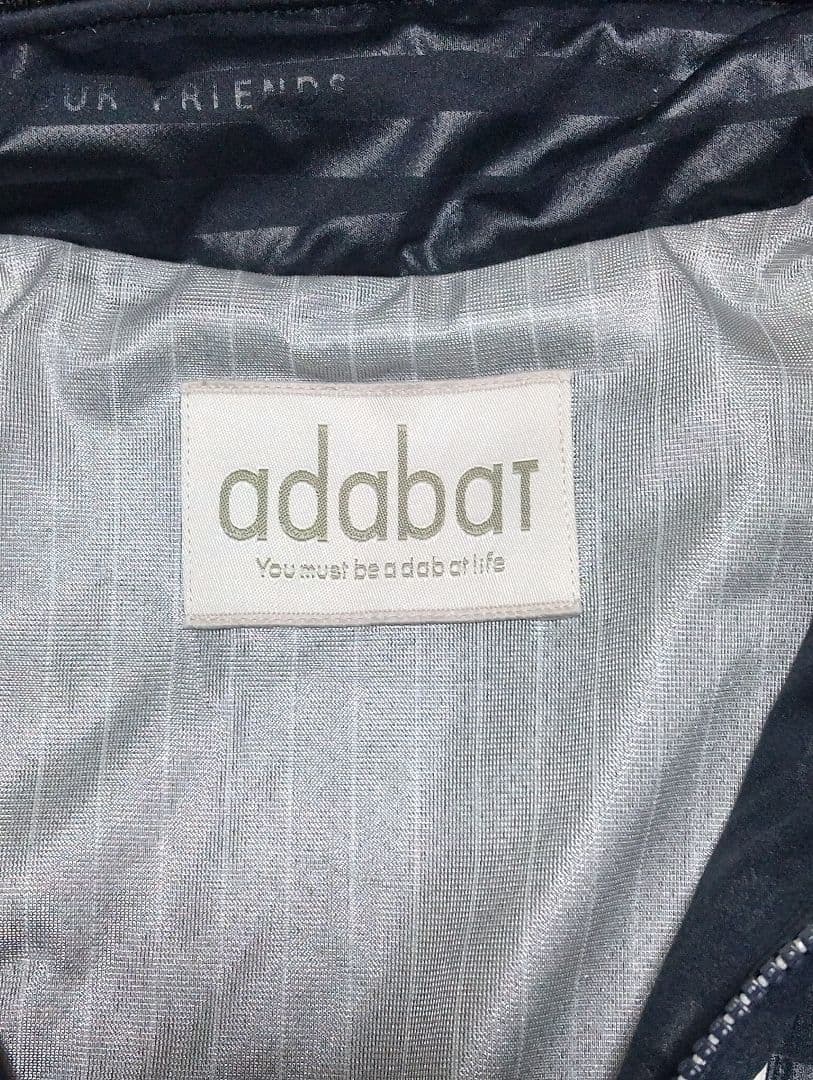 FRIENDS
adabat
You must be a dab at life